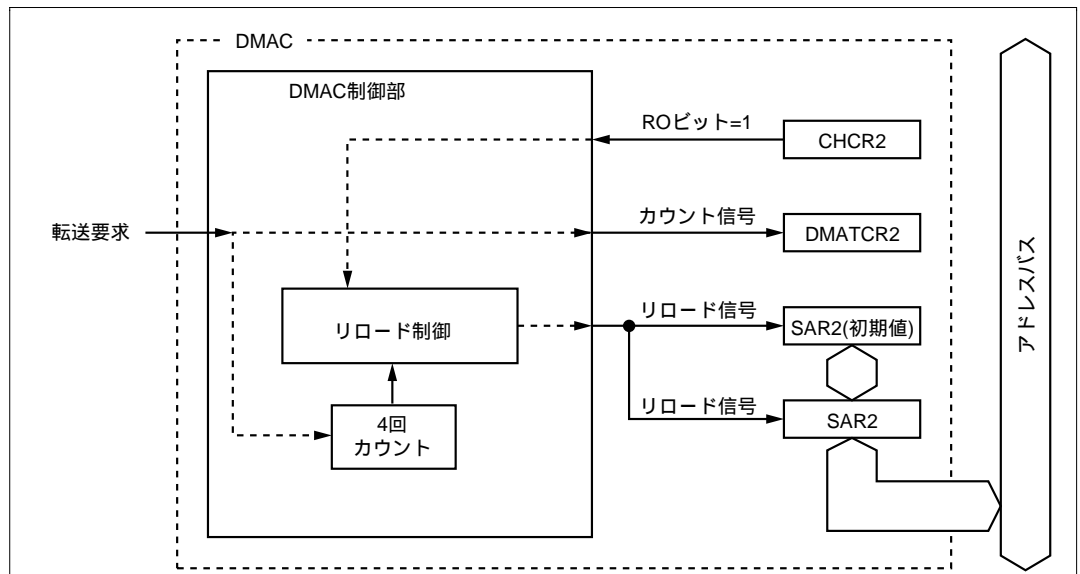 DMAC
DMAC制御部
ROビット=1
CHCR2
転送要求
カウント信号
DMATCR2
リロード制御
リロード信号
SAR2(初期値)
4回
カウント
リロード信号
SAR2
アドレスバス